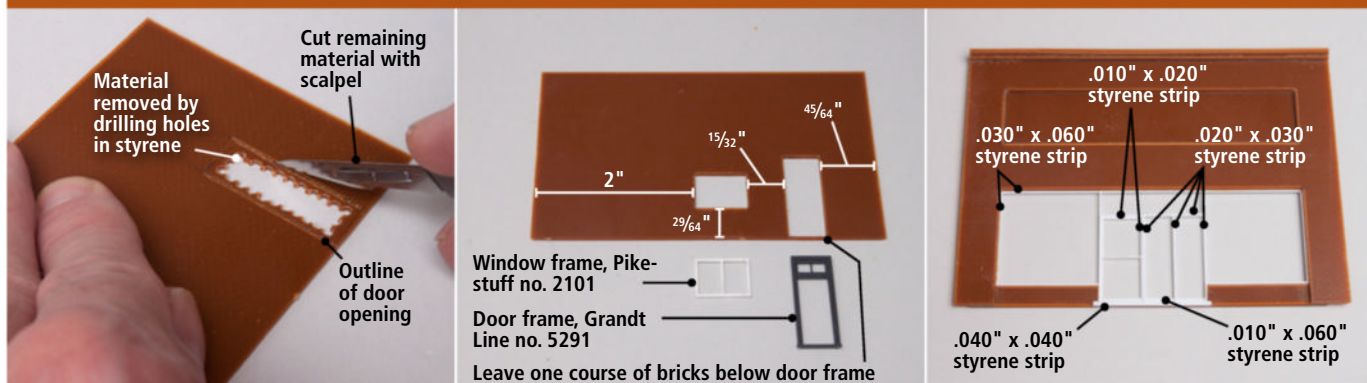 Cut remaining
material with
scalpel
Material
removed by
drilling holes
in styrene
Outline
of door
opening
2"
15/32"
45/64"
29/64"
Window frame, Pike-
stuff no. 2101
Door frame, Grandt
Line no. 5291
Leave one course of bricks below door frame
.010" x .020"
styrene strip
.030" x .060"
styrene strip
.020" x .030"
styrene strip
.040" x .040"
styrene strip
.010" x .060"
styrene strip